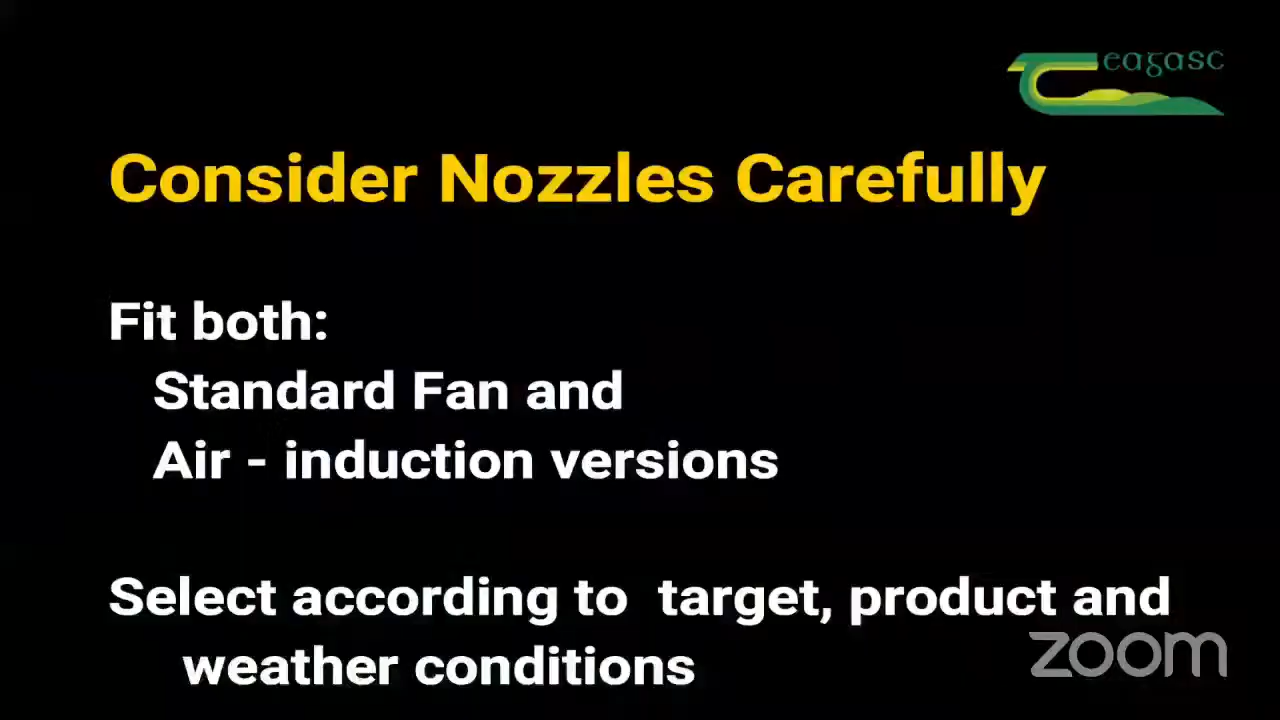 eagasc
Consider Nozzles Carefully
Fit both:
Standard Fan and
Air - induction versions
Select according to target, product and
weather conditions
zoom